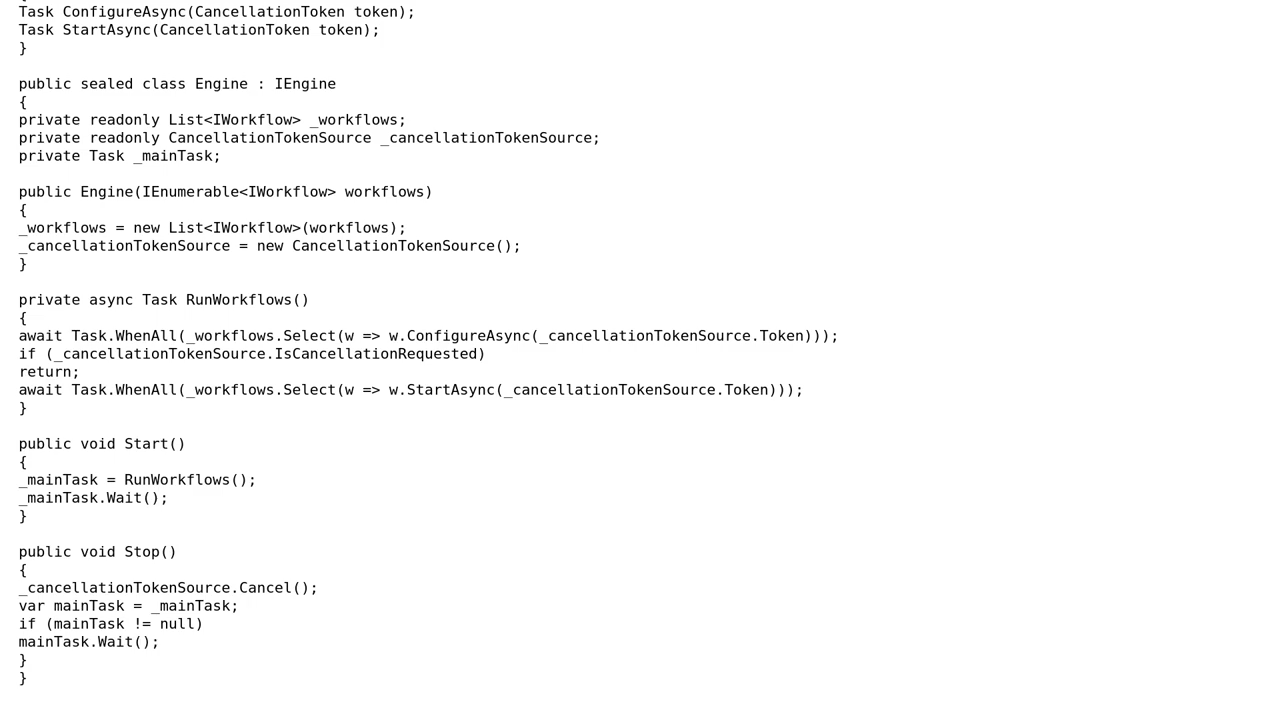 Task ConfigureAsync(CancellationToken token);
Task StartAsync(CancellationToken token);
}

public sealed class Engine : IEngine
{
private readonly List<IWorkflow> _workflows;
private readonly CancellationTokenSource _cancellationTokenSource;
private Task _mainTask;

public Engine(IEnumerable<IWorkflow> workflows)
{
_workflows = new List<IWorkflow>(workflows);
_cancellationTokenSource = new CancellationTokenSource();
}

private async Task RunWorkflows()
{
await Task.WhenAll(_workflows.Select(w => w.ConfigureAsync(_cancellationTokenSource.Token)));
if (_cancellationTokenSource.IsCancellationRequested)
return;
await Task.WhenAll(_workflows.Select(w => w.StartAsync(_cancellationTokenSource.Token)));
}

public void Start()
{
_mainTask = RunWorkflows();
_mainTask.Wait();
}

public void Stop()
{
_cancellationTokenSource.Cancel();
var mainTask = _mainTask;
if (mainTask != null)
mainTask.Wait();
}
}